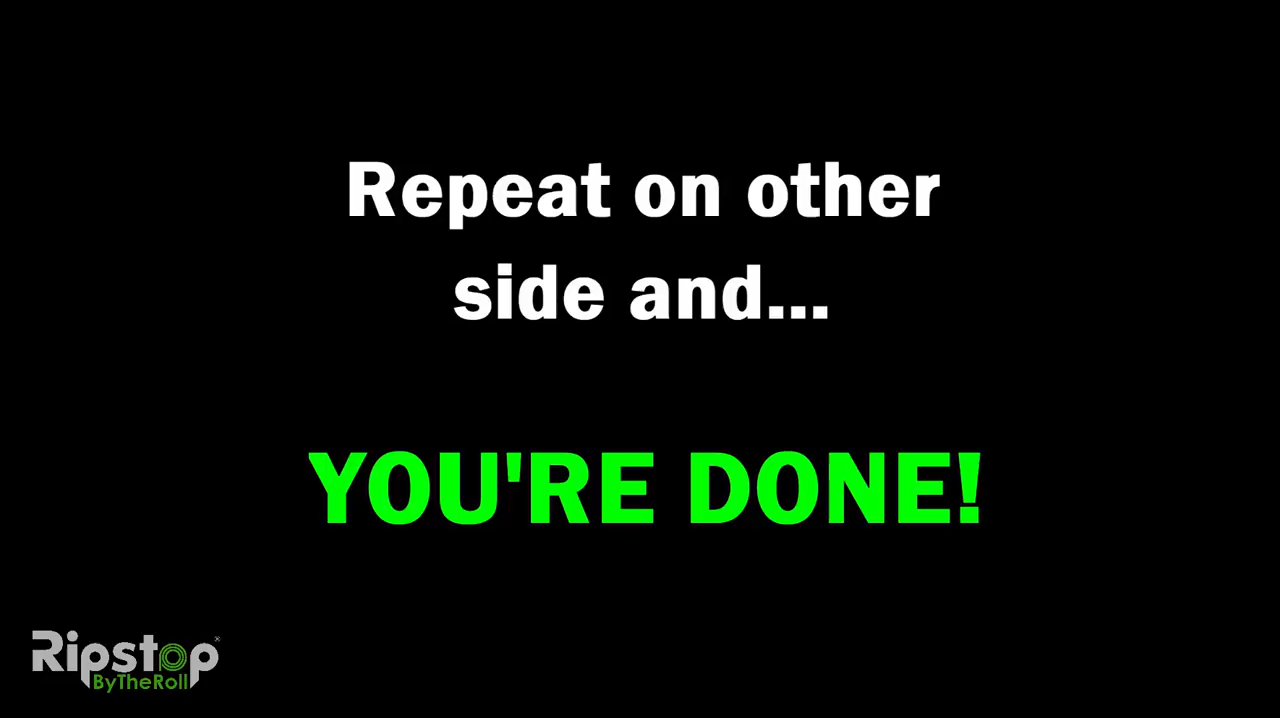 Repeat on other
side and...
YOU'RE DONE!
Ripstop
ByTheRoll